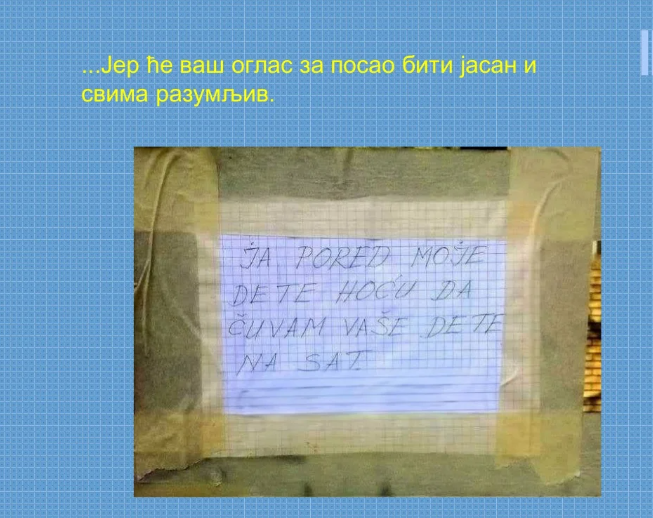 ...Јер ће ваш оглас за посао бити јасан и
свима разумљив.
JA PORED MOJE
DETE HOĆU DA
ČUVAM VAŠE DETE
NA SAT.